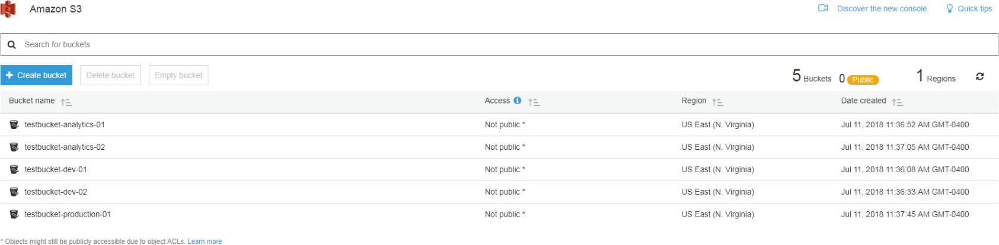 Amazon S3 Discover the new console Quick tips
Search for buckets
+ Create bucket Delete bucket Empty bucket 5 Buckets 0 Public 1 Regions
Bucket name Access Region Date created
testbucket-analytics-01 Not public * US East (N. Virginia) Jul 11, 2018 11:36:52 AM GMT-0400
testbucket-analytics-02 Not public * US East (N. Virginia) Jul 11, 2018 11:37:05 AM GMT-0400
testbucket-dev-01 Not public * US East (N. Virginia) Jul 11, 2018 11:36:08 AM GMT-0400
testbucket-dev-02 Not public * US East (N. Virginia) Jul 11, 2018 11:36:33 AM GMT-0400
testbucket-production-01 Not public * US East (N. Virginia) Jul 11, 2018 11:37:45 AM GMT-0400
* Objects might still be publicly accessible due to object ACLs. Learn more